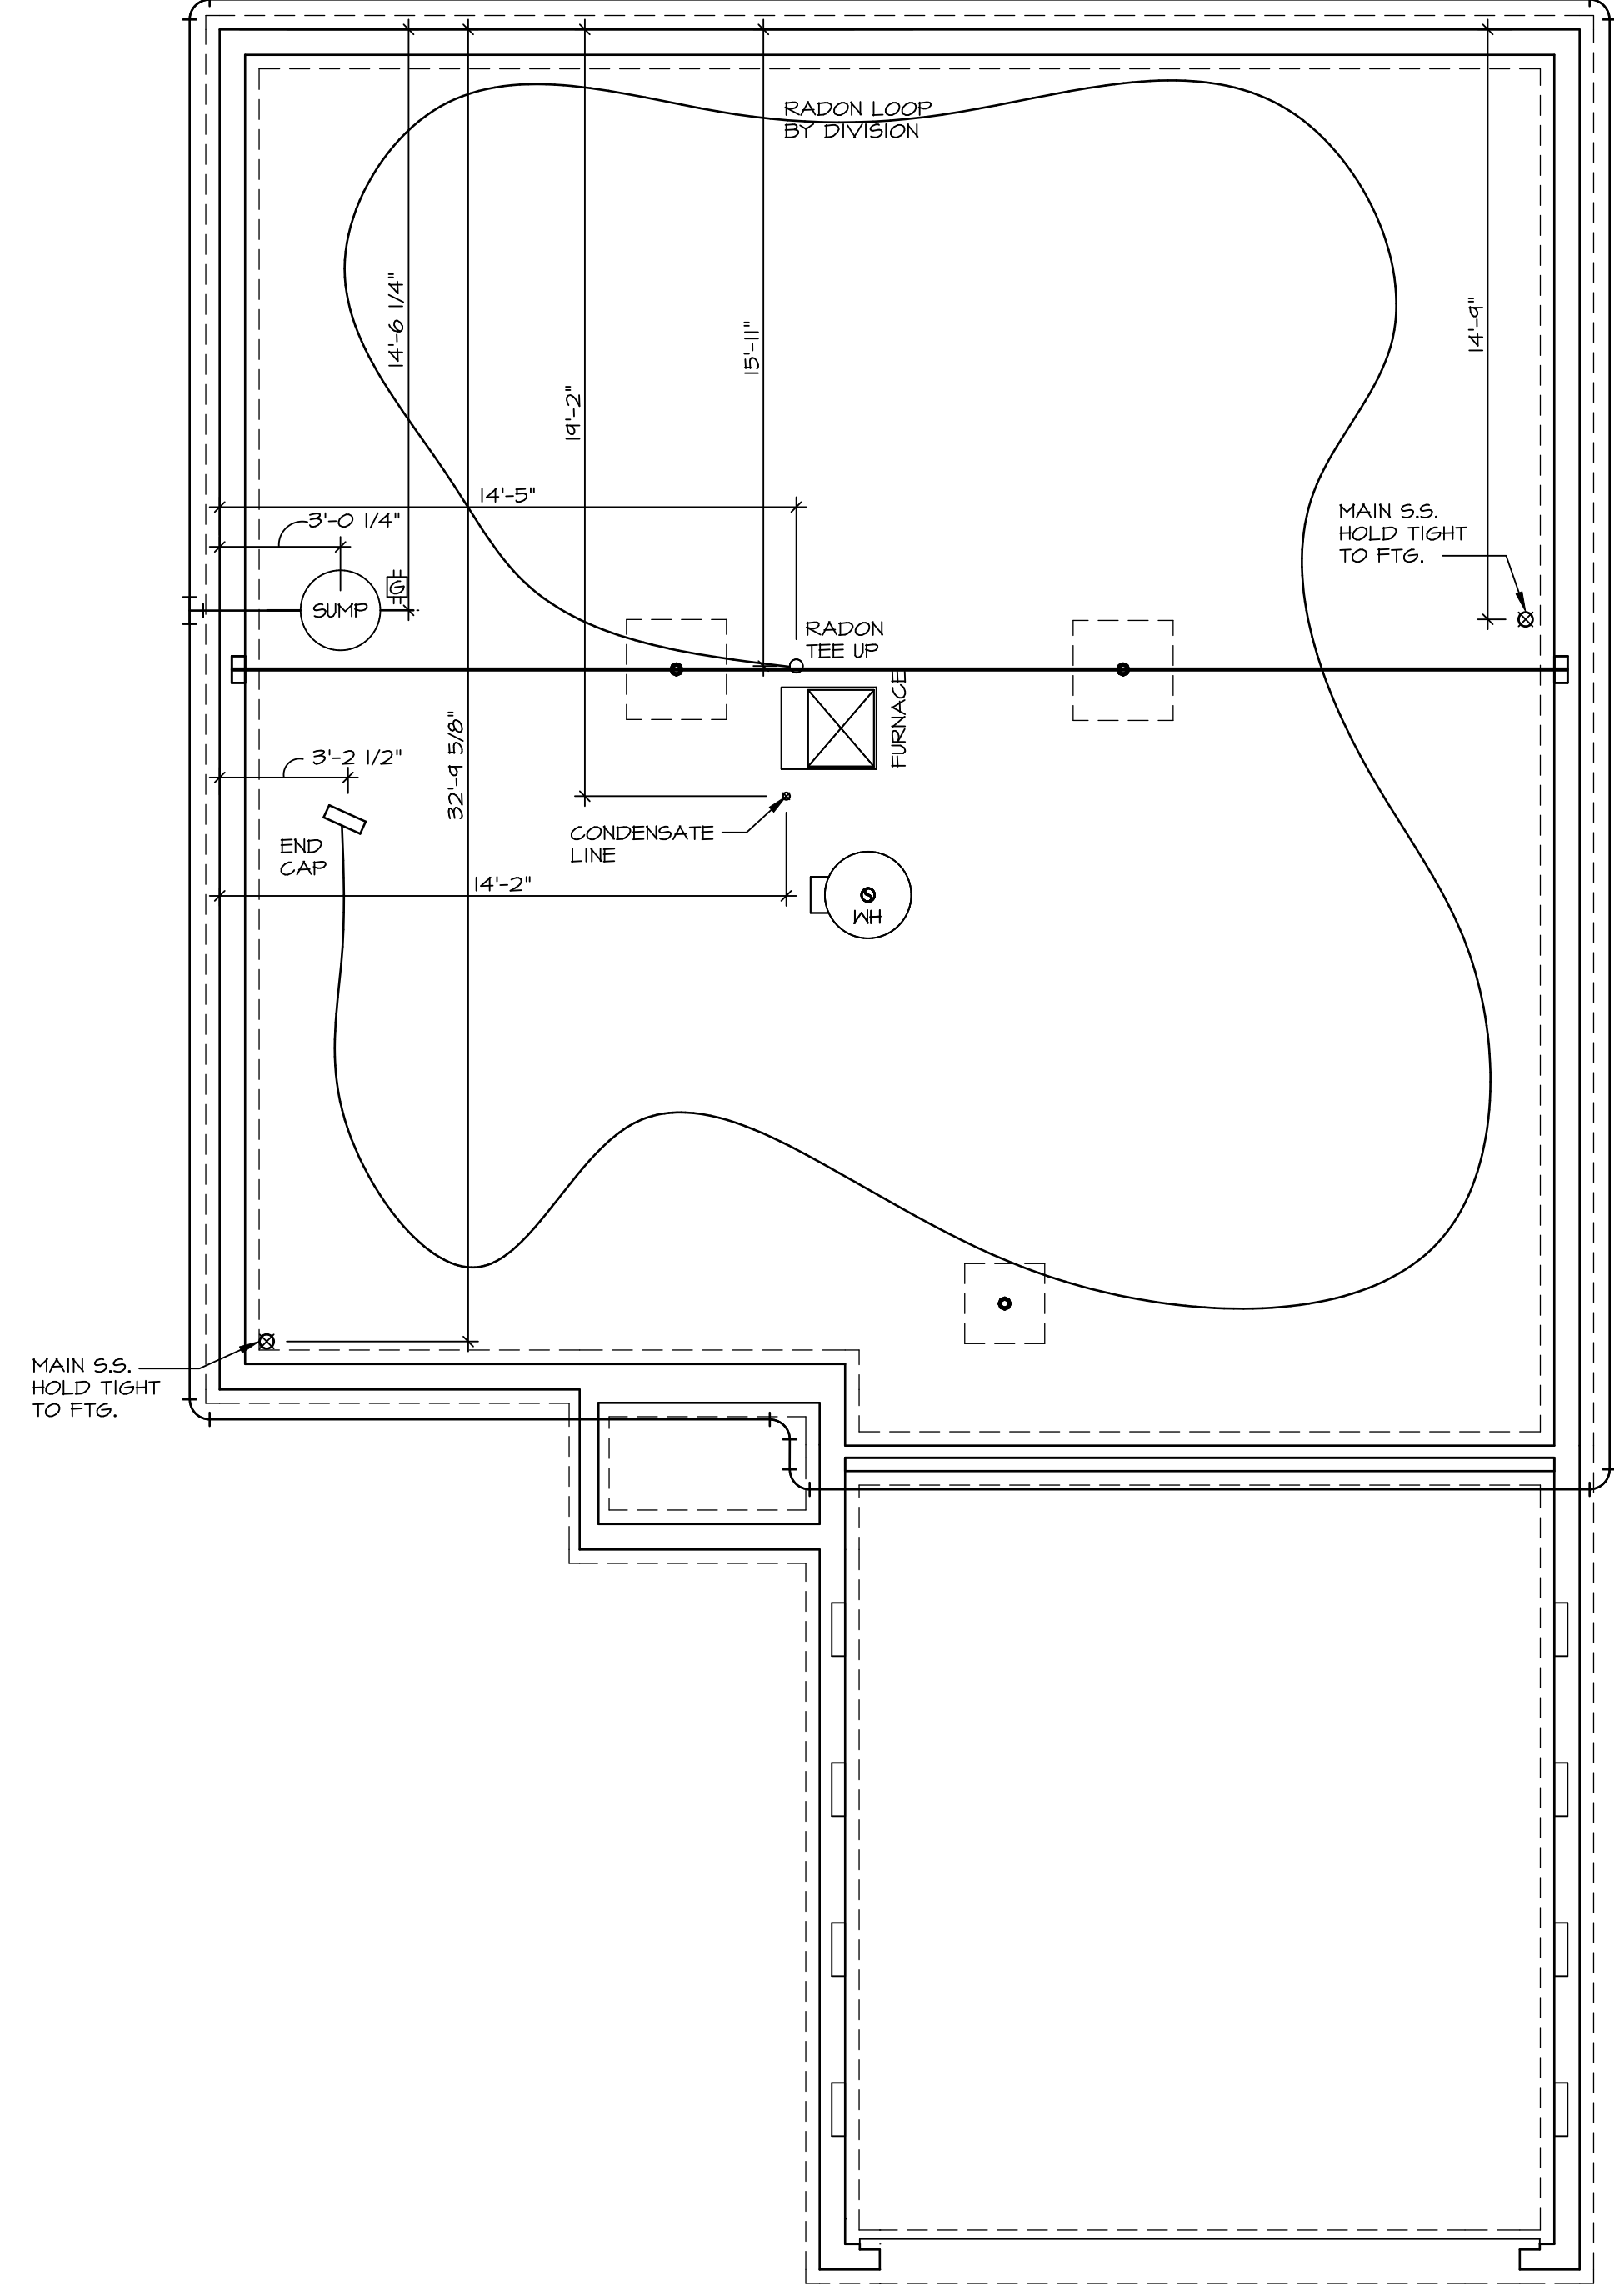 RADON LOOP
BY DIVISION
14'-6 1/4"
15'-11"
14'-9"
19'-2"
14'-5"
3'-0 1/4"
MAIN S.S.
HOLD TIGHT
TO FTG.
G
SUMP
RADON
TEE UP
FURNACE
32'-9 5/8"
3'-2 1/2"
CONDENSATE
LINE
END
CAP
14'-2"
WH
MAIN S.S.
HOLD TIGHT
TO FTG.